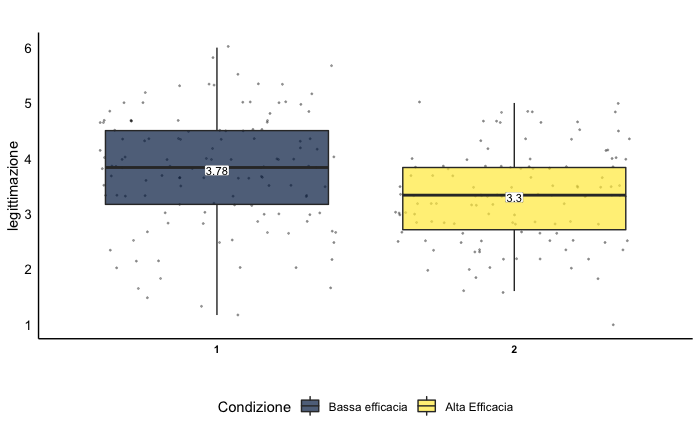 6
5
4
3
2
1
legittimazione
3.78
3.3
1
2
Condizione
Bassa efficacia
Alta Efficacia